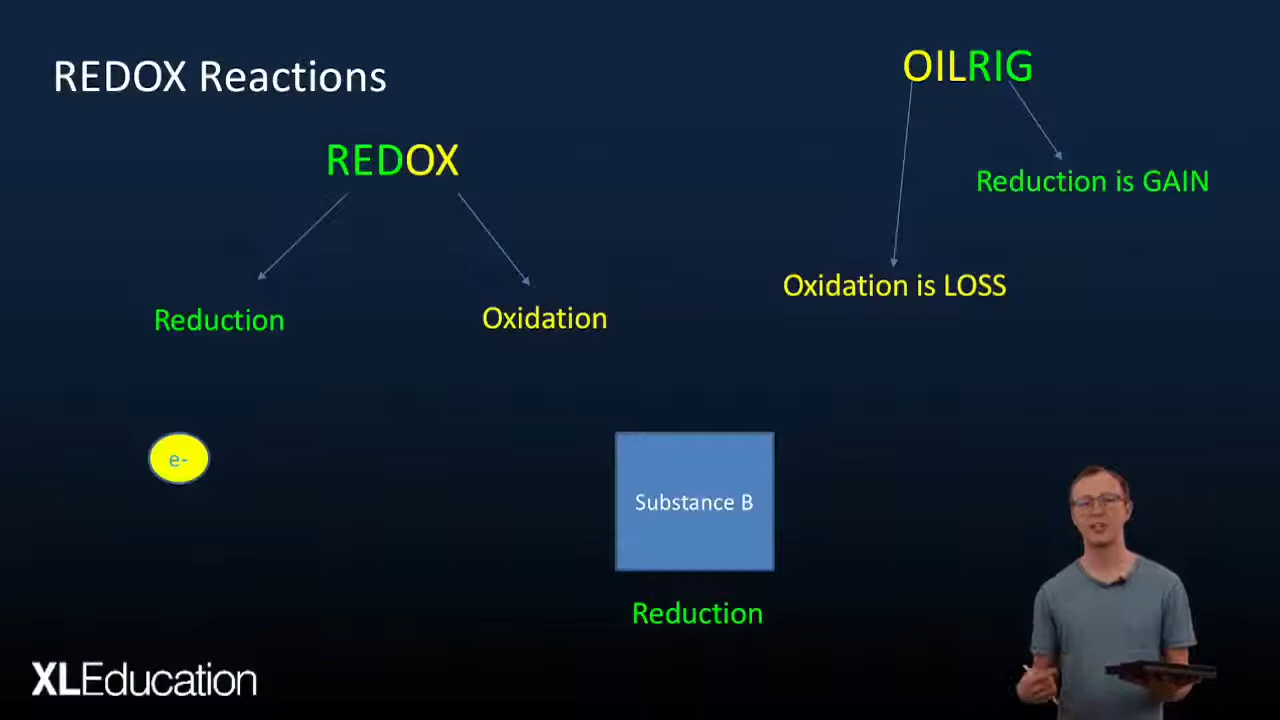 REDOX Reactions
OILRIG
REDOX
Reduction is GAIN
Oxidation is LOSS
Reduction
Oxidation
e-
Substance B
Reduction
XLEducation